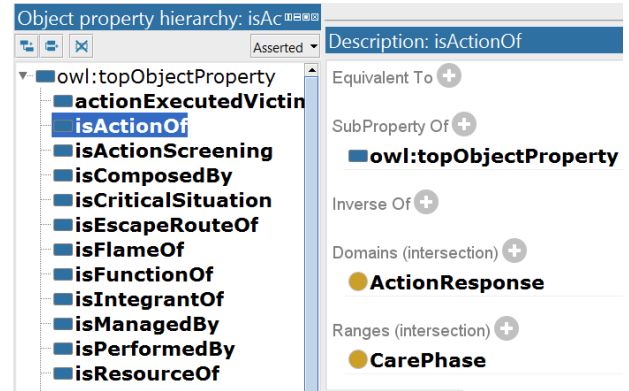 Object property hierarchy: isAc
Asserted
owl:topObjectProperty
actionExecutedVictin
isActionOf
isActionScreening
isComposedBy
isCriticalSituation
isEscapeRouteOf
isFlameOf
isFunctionOf
isIntegrantOf
isManagedBy
isPerformedBy
isResourceOf
Description: isActionOf
Equivalent To
SubProperty Of
owl:topObjectProperty
Inverse Of
Domains (intersection)
ActionResponse
Ranges (intersection)
CarePhase